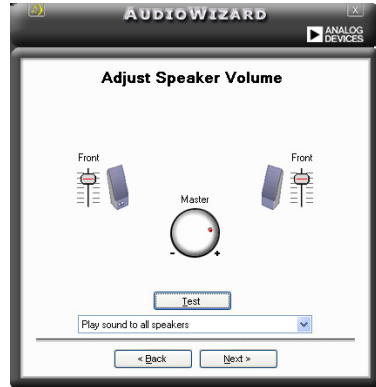 AUDIOWIZARD
X
ANALOG
DEVICES
Adjust Speaker Volume
Front
Front
Master
- +
Test
Play sound to all speakers
« Back Next »